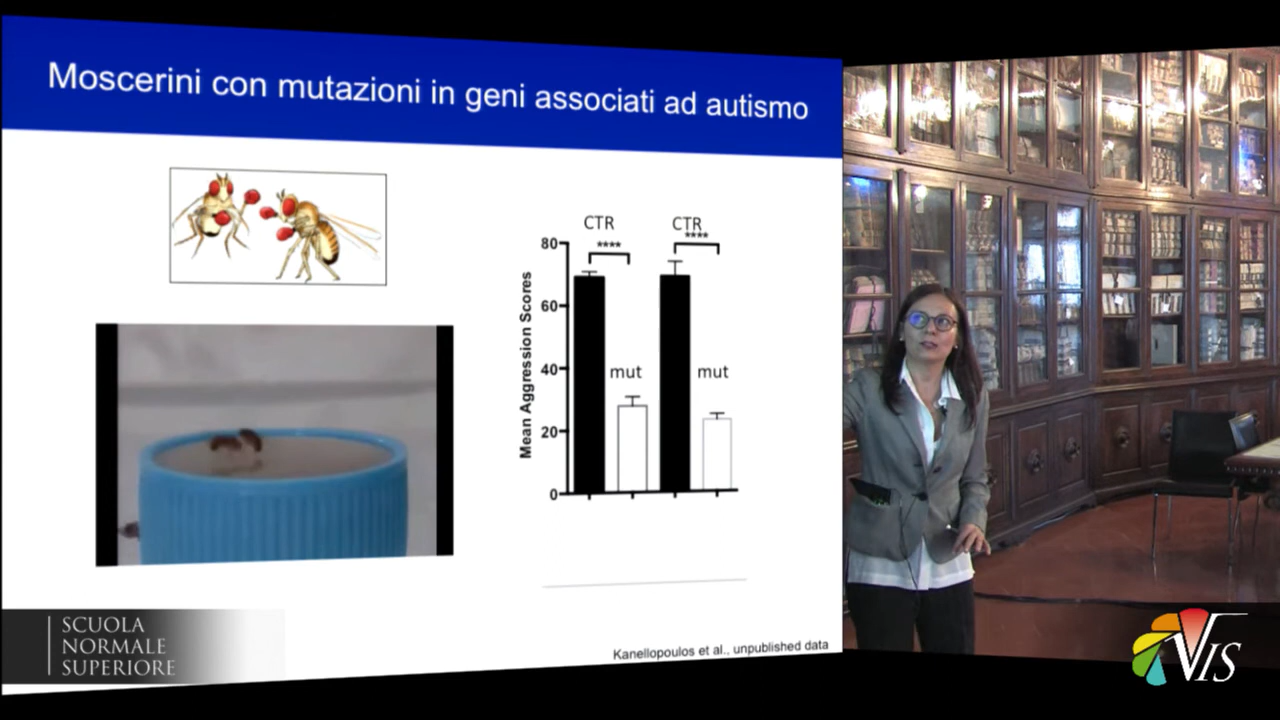 Moscerini con mutazioni in geni associati ad autismo
CTR
****
CTR
****
80
60
40
20
0
Mean Aggression Scores
mut
mut
Kanellopoulos et al., unpublished data
SCUOLA
NORMALE
SUPERIORE
VIS